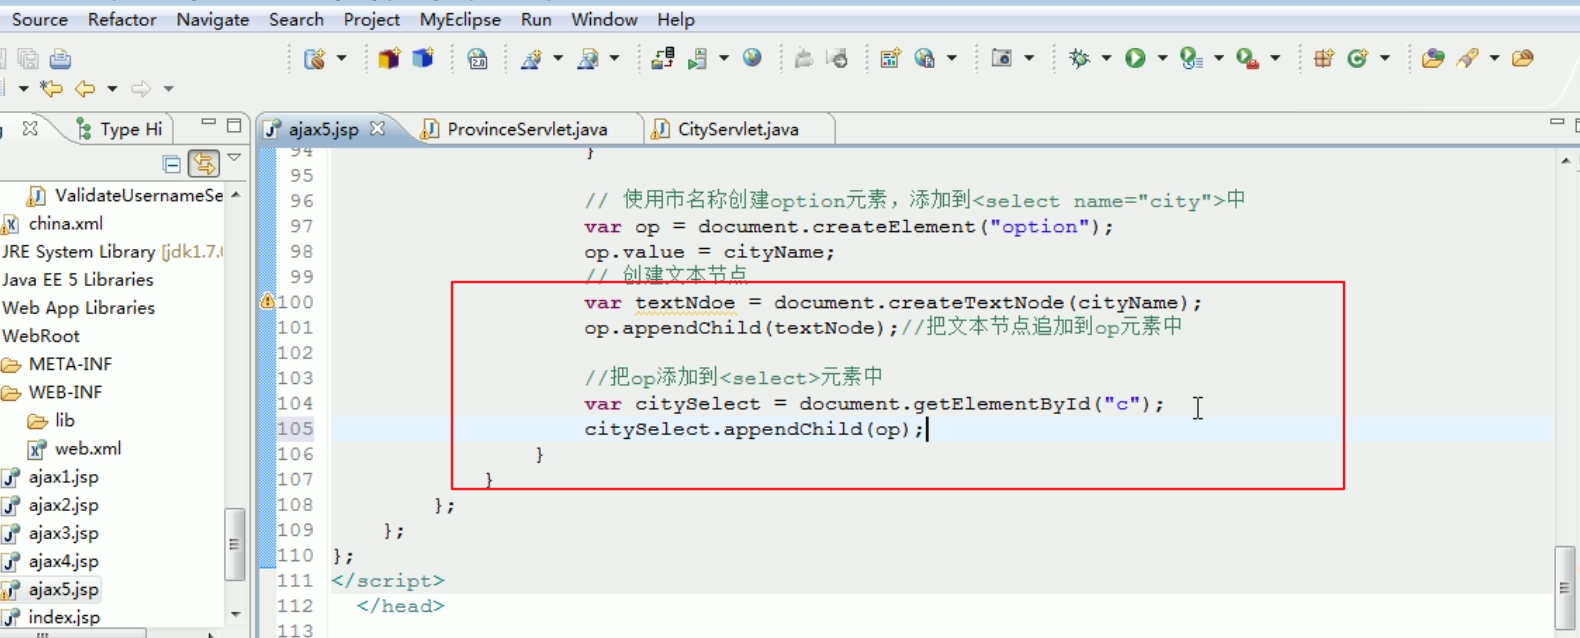 Source Refactor Navigate Search Project MyEclipse Run Window Help
Type Hi
ajax5.jsp ProvinceServlet.java CityServlet.java
ValidateUsernameSe
china.xml
JRE System Library [jdk1.7.
Java EE 5 Libraries
Web App Libraries
WebRoot
META-INF
WEB-INF
lib
web.xml
ajax1.jsp
ajax2.jsp
ajax3.jsp
ajax4.jsp
ajax5.jsp
index.jsp
94 }
95
96 // 使用市名称创建option元素，添加到<select name="city">中
97 var op = document.createElement("option");
98 op.value = cityName;
99 // 创建文本节点
100 var textNdoe = document.createTextNode(cityName);
101 op.appendChild(textNode);//把文本节点追加到op元素中
102
103 //把op添加到<select>元素中
104 var citySelect = document.getElementById("c");
105 citySelect.appendChild(op);
106 }
107 }
108 };
109 };
110 };
111 </script>
112 </head>
113